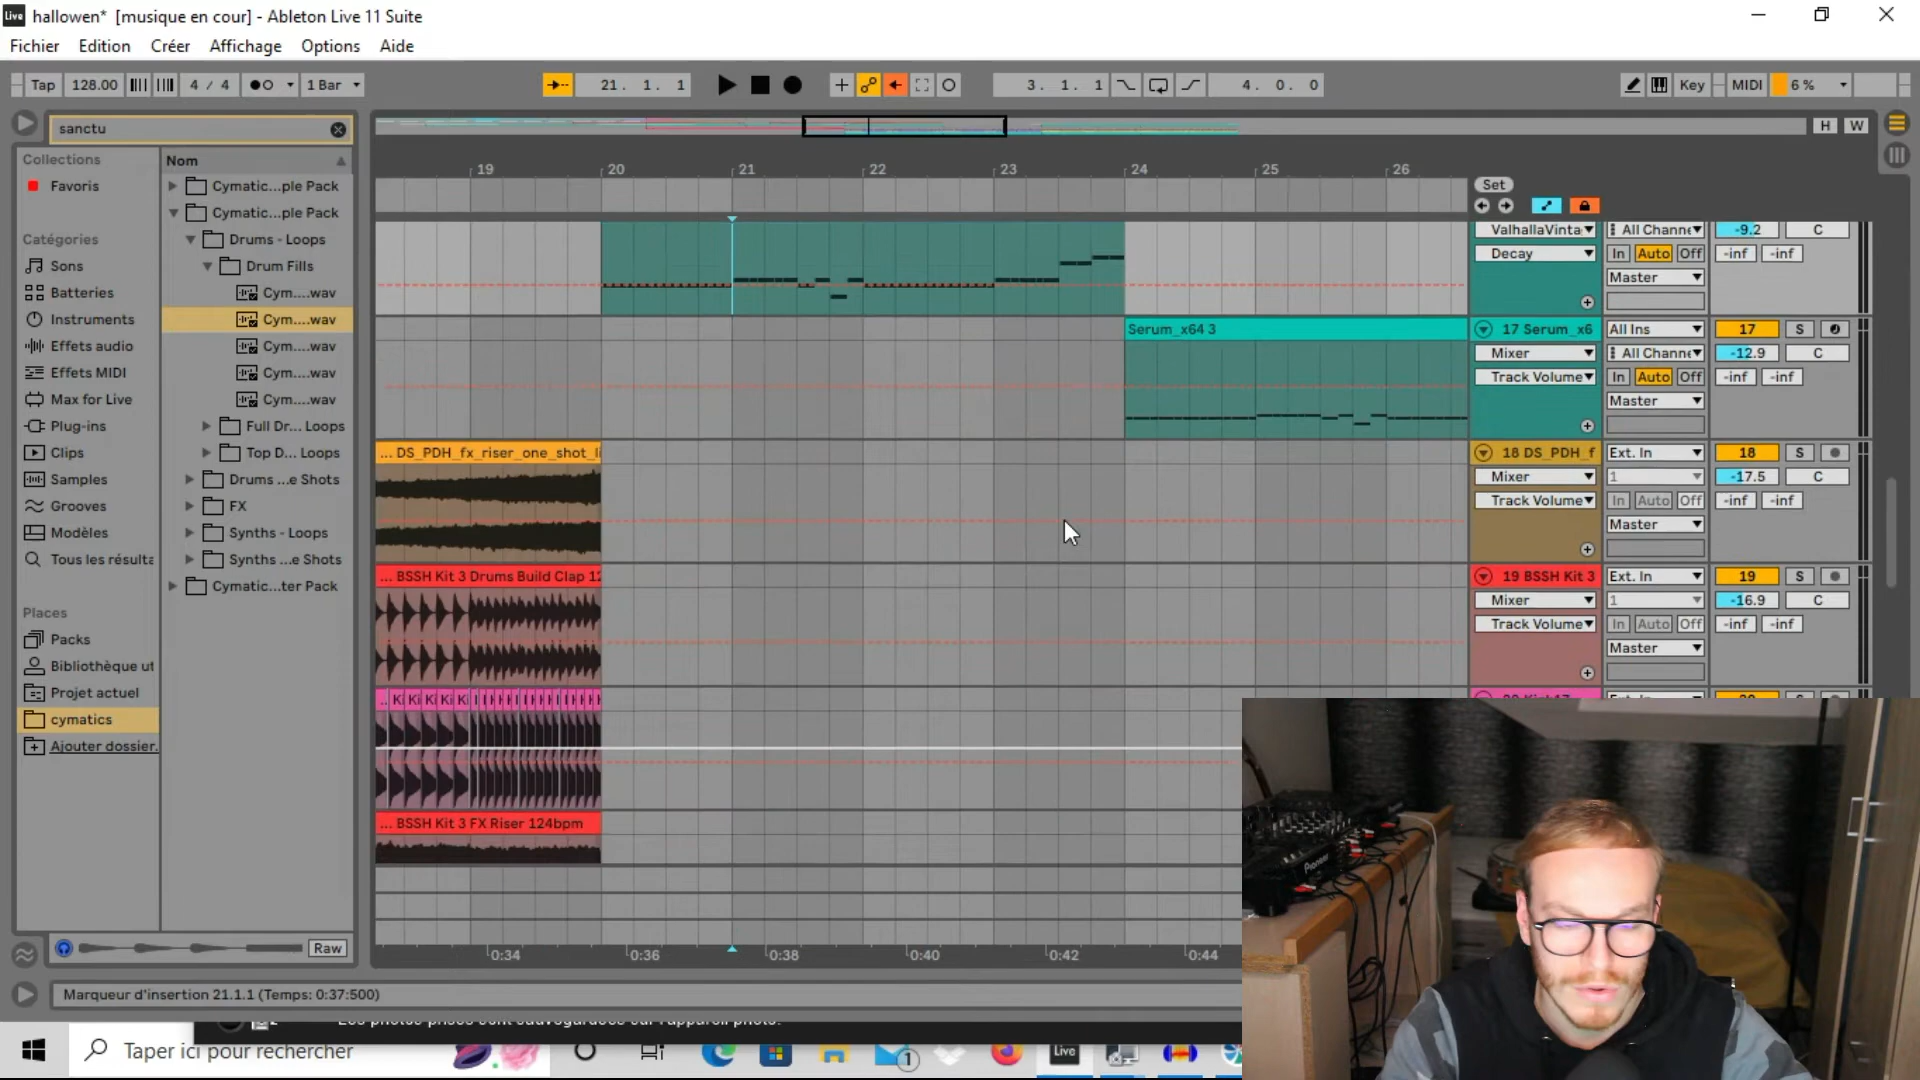 Live hallowen* [musique en cour] - Ableton Live 11 Suite
Fichier Edition Créer Affichage Options Aide
Tap 128.00 4 / 4 1 Bar 21. 1. 1 3. 1. 1 4. 0. 0 Key MIDI 6 %
sanctu
H W
Collections
Favoris
Catégories
Sons
Batteries
Instruments
Effets audio
Effets MIDI
Max for Live
Plug-ins
Clips
Samples
Grooves
Modèles
Tous les résulta
Places
Packs
Bibliothèque ut
Projet actuel
cymatics
Ajouter dossier.
Nom
Cymatic...ple Pack
Cymatic...ple Pack
Drums - Loops
Drum Fills
Cym....wav
Cym....wav
Cym....wav
Cym....wav
Cym....wav
Full Dr... Loops
Top D... Loops
Drums ...e Shots
FX
Synths - Loops
Synths ...e Shots
Cymatic...ter Pack
Raw
19 20 21 22 23 24 25 26
Set
ValhallaVinta All Channe -9.2 C
Decay In Auto Off -inf -inf
Master
Serum_x64 3
17 Serum_x6 All Ins 17 S
Mixer All Channe -12.9 C
Track Volume In Auto Off -inf -inf
Master
... DS_PDH_fx_riser_one_shot_li
18 DS_PDH_f Ext. In 18 S
Mixer 1 -17.5 C
Track Volume In Auto Off -inf -inf
Master
... BSSH Kit 3 Drums Build Clap 12
19 BSSH Kit 3 Ext. In 19 S
Mixer 1 -16.9 C
Track Volume In Auto Off -inf -inf
Master
... BSSH Kit 3 FX Riser 124bpm
0:34 0:36 0:38 0:40 0:42 0:44
Marqueur d'insertion 21.1.1 (Temps: 0:37:500)
Taper ici pour rechercher
1
Live
Pioneer